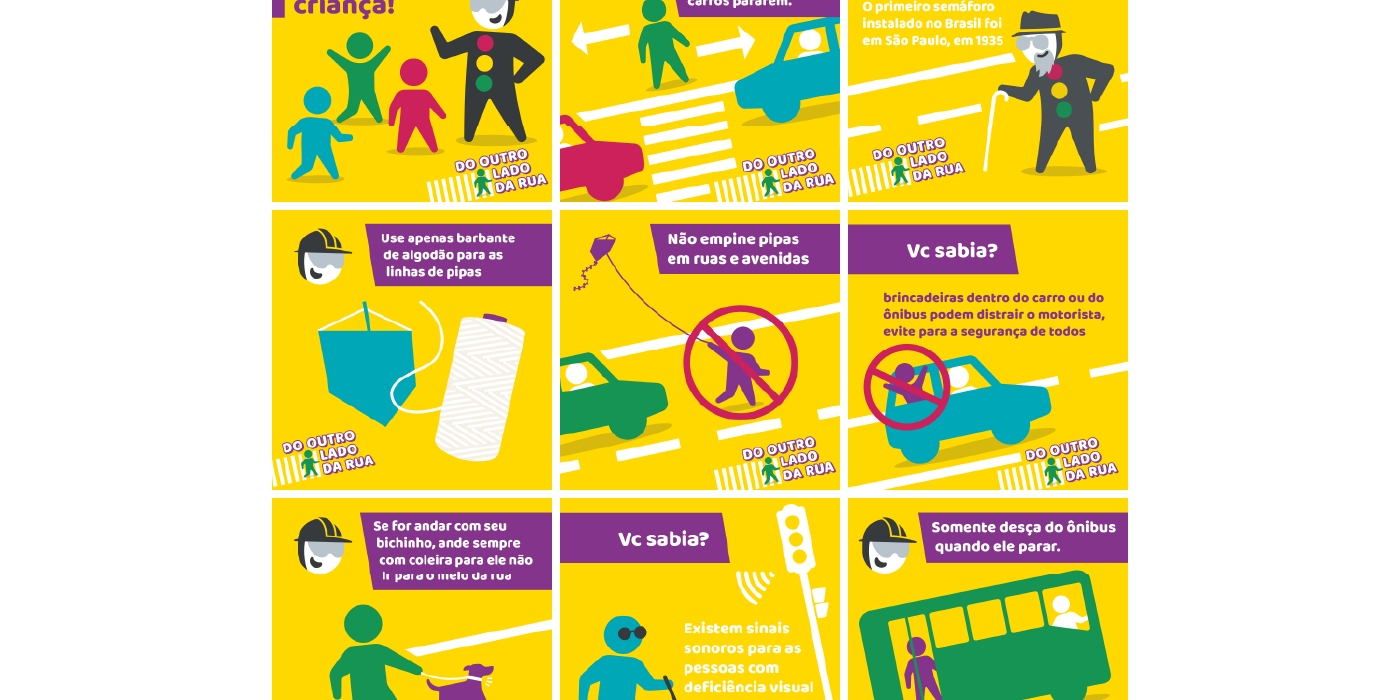 criança!
DO OUTRO
LADO
DA RUA
carros pararem.
DO OUTRO
LADO
DA RUA
O primeiro semáforo
instalado no Brasil foi
em São Paulo, em 1935
DO OUTRO
LADO
DA RUA
Use apenas barbante
de algodão para as
linhas de pipas
DO OUTRO
LADO
DA RUA
Não empine pipas
em ruas e avenidas
DO OUTRO
LADO
DA RUA
Vc sabia?
brincadeiras dentro do carro ou do
ônibus podem distrair o motorista,
evite para a segurança de todos
DO OUTRO
LADO
DA RUA
Se for andar com seu
bichinho, ande sempre
com coleira para ele não
ir para o meio da rua
Vc sabia?
Existem sinais
sonoros para as
pessoas com
deficiência visual
Somente desça do ônibus
quando ele parar.